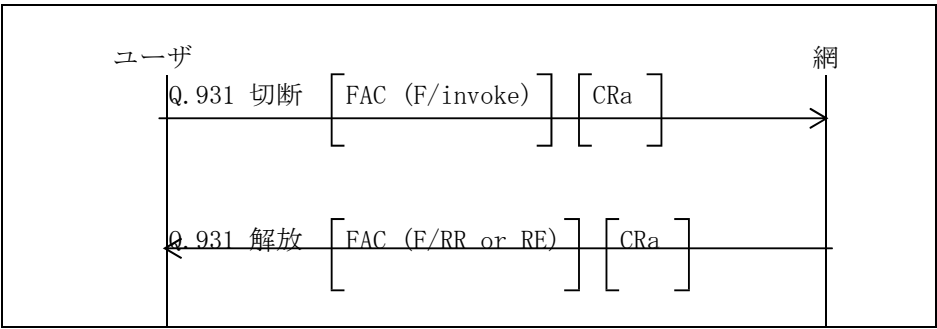 ユーザ 網
Q.931 切断 FAC (F/invoke) CRa
Q.931 解放 FAC (F/RR or RE) CRa